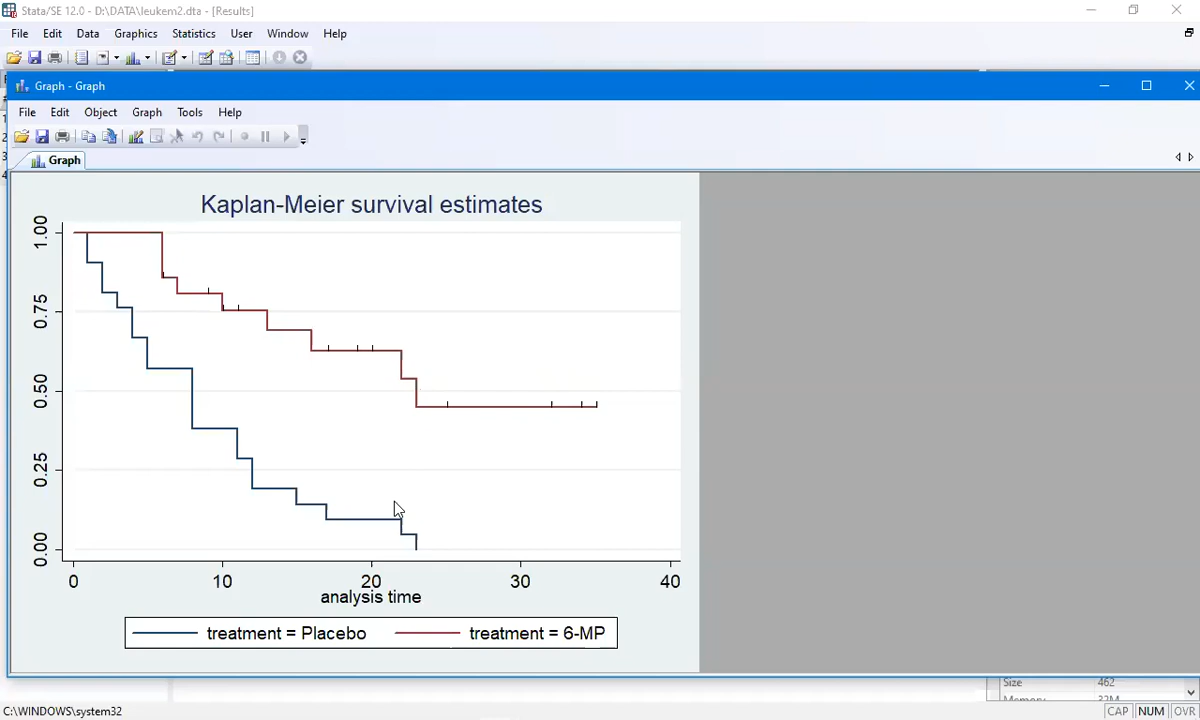 Stata/SE 12.0 - D:\DATA\leukem2.dta - [Results]
File Edit Data Graphics Statistics User Window Help
Graph - Graph
File Edit Object Graph Tools Help
Graph
Kaplan-Meier survival estimates
1.00
0.75
0.50
0.25
0.00
0 10 20 30 40
analysis time
treatment = Placebo treatment = 6-MP
Size 462
Memory 32M
C:\WINDOWS\system32 CAP NUM OVR